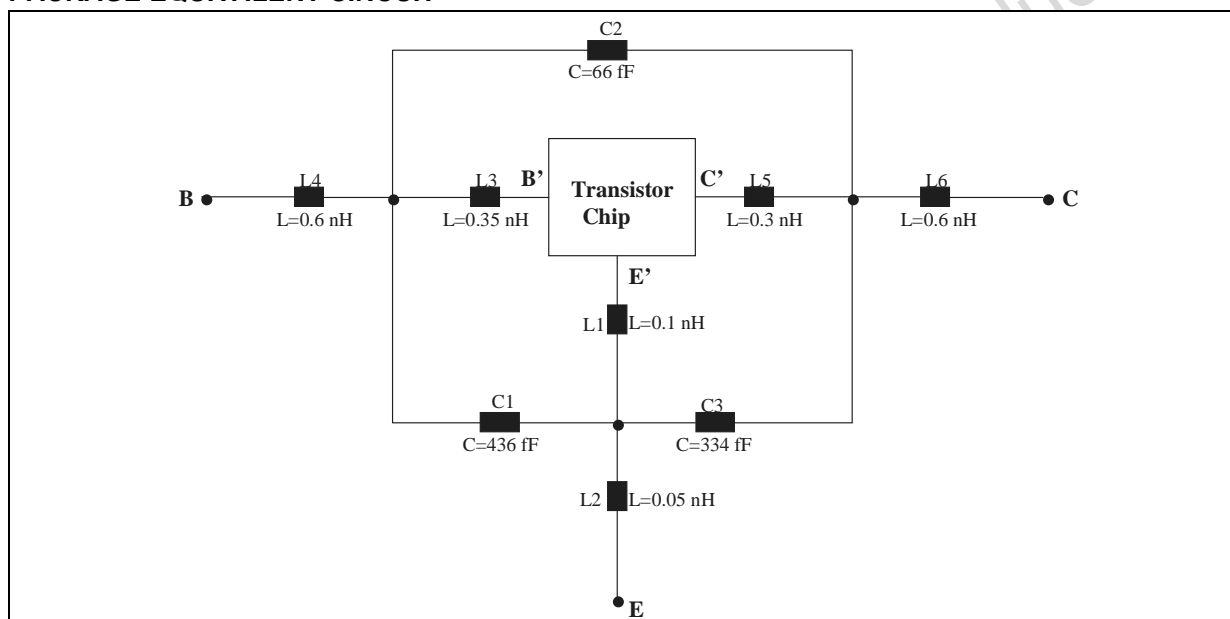 C2
C=66 fF
L4
L3
B'
Transistor
Chip
C'
L5
L6
B
C
L=0.6 nH
L=0.35 nH
L=0.3 nH
L=0.6 nH
E'
L1
L=0.1 nH
C1
C3
C=436 fF
C=334 fF
L2
L=0.05 nH
E